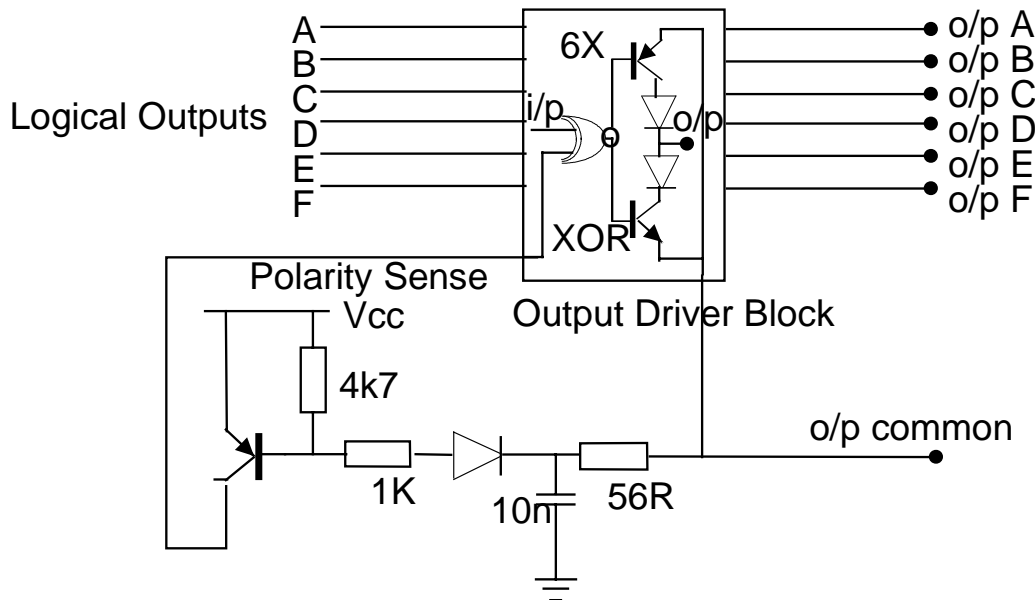 A
B
C
D
E
F
Logical Outputs
6X
i/p
o/p
XOR
o/p A
o/p B
o/p C
o/p D
o/p E
o/p F
Polarity Sense
Output Driver Block
Vcc
4k7
1K
10n
56R
o/p common